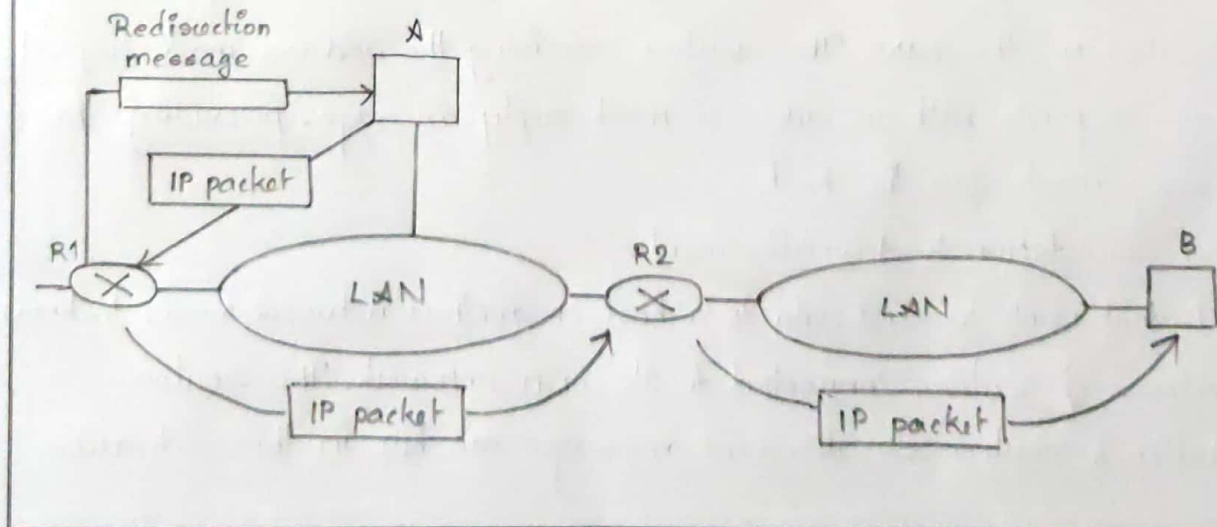 Redirection
message
A
IP packet
R1
LAN
R2
LAN
B
IP packet
IP packet